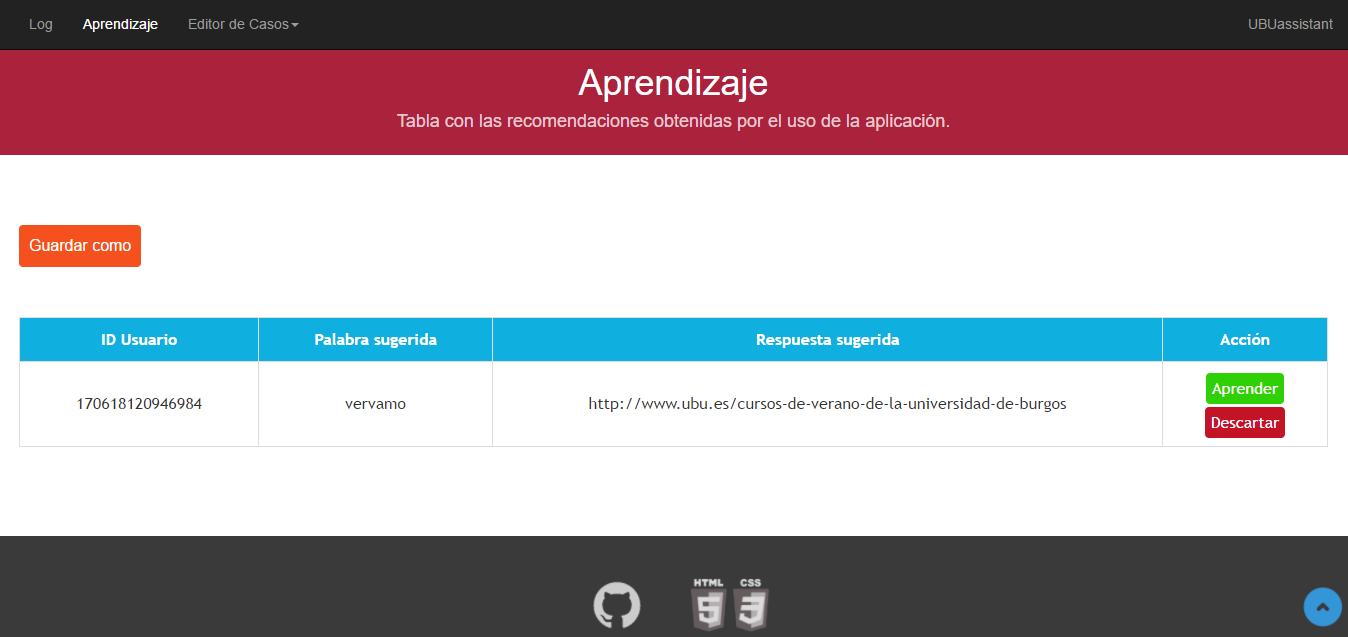 Log Aprendizaje Editor de Casos UBUassistant
Aprendizaje
Tabla con las recomendaciones obtenidas por el uso de la aplicación.
Guardar como
ID Usuario Palabra sugerida Respuesta sugerida Acción
170618120946984 vervamo http://www.ubu.es/cursos-de-verano-de-la-universidad-de-burgos Aprender
Descartar
HTML CSS
5 3